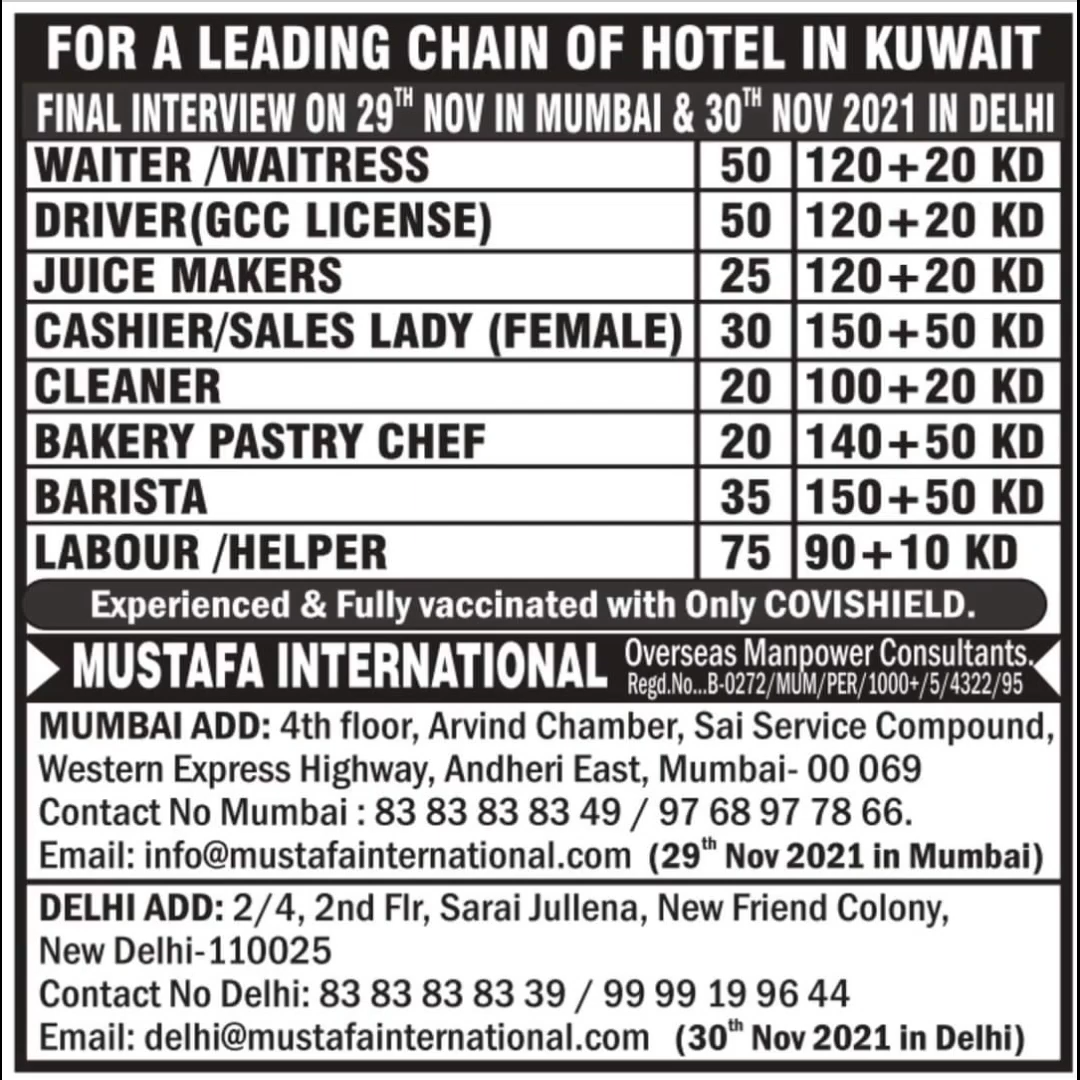 FOR A LEADING CHAIN OF HOTEL IN KUWAIT
FINAL INTERVIEW ON 29TH NOV IN MUMBAI & 30TH NOV 2021 IN DELHI
WAITER /WAITRESS 50 120+20 KD
DRIVER(GCC LICENSE) 50 120+20 KD
JUICE MAKERS 25 120+20 KD
CASHIER/SALES LADY (FEMALE) 30 150+50 KD
CLEANER 20 100+20 KD
BAKERY PASTRY CHEF 20 140+50 KD
BARISTA 35 150+50 KD
LABOUR /HELPER 75 90+10 KD
Experienced & Fully vaccinated with Only COVISHIELD.
MUSTAFA INTERNATIONAL Overseas Manpower Consultants.
Regd.No...B-0272/MUM/PER/1000+/5/4322/95
MUMBAI ADD: 4th floor, Arvind Chamber, Sai Service Compound,
Western Express Highway, Andheri East, Mumbai- 00 069
Contact No Mumbai : 83 83 83 83 49 / 97 68 97 78 66.
Email: info@mustafainternational.com (29th Nov 2021 in Mumbai)
DELHI ADD: 2/4, 2nd Flr, Sarai Jullena, New Friend Colony,
New Delhi-110025
Contact No Delhi: 83 83 83 83 39 / 99 99 19 96 44
Email: delhi@mustafainternational.com (30th Nov 2021 in Delhi)